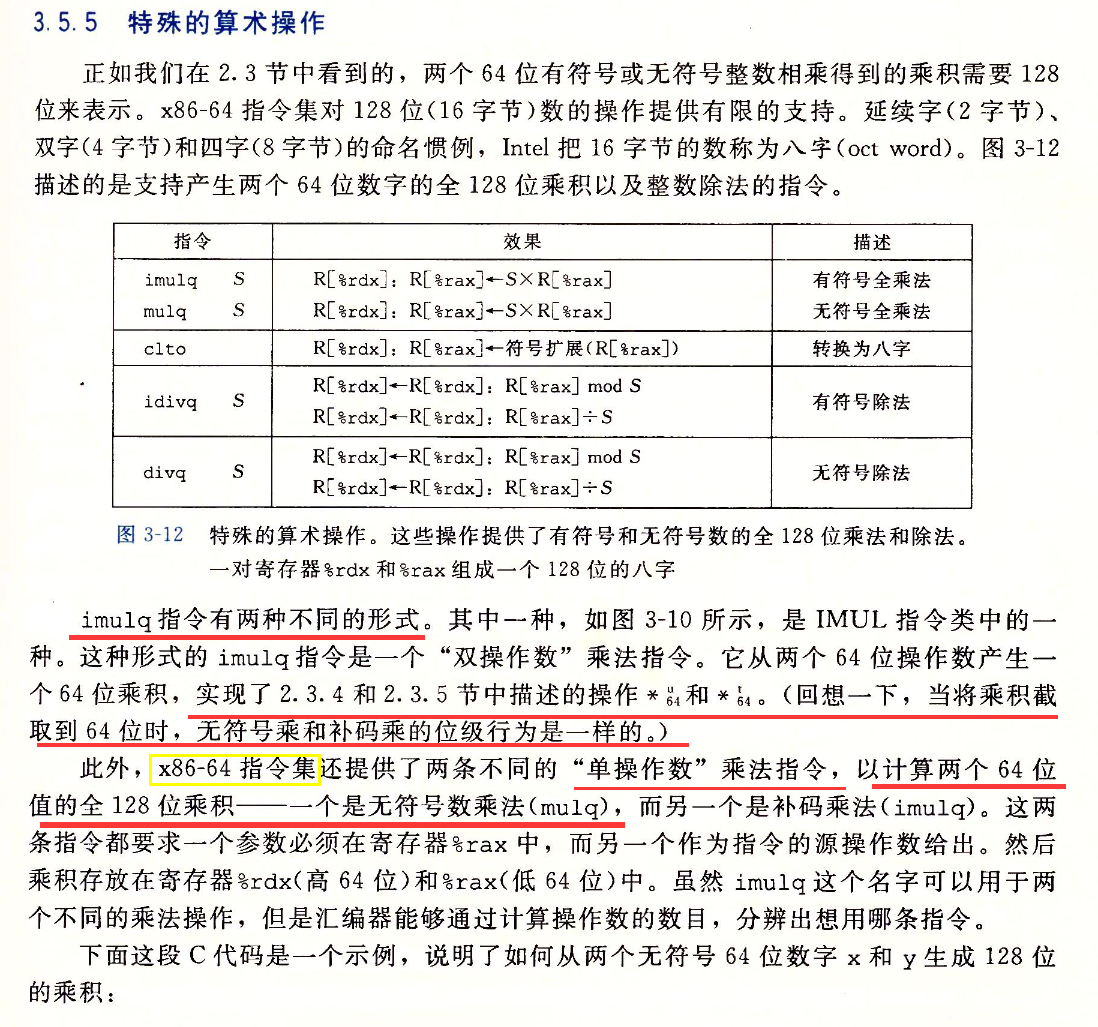 3.5.5 特殊的算术操作
正如我们在 2.3 节中看到的，两个 64 位有符号或无符号整数相乘得到的乘积需要 128
位来表示。x86-64 指令集对 128 位(16 字节)数的操作提供有限的支持。延续字(2 字节)、
双字(4 字节)和四字(8 字节)的命名惯例，Intel 把 16 字节的数称为八字(oct word)。图 3-12
描述的是支持产生两个 64 位数字的全 128 位乘积以及整数除法的指令。
指令 效果 描述
imulq S R[%rdx]：R[%rax]←S×R[%rax] 有符号全乘法
mulq S R[%rdx]：R[%rax]←S×R[%rax] 无符号全乘法
clto R[%rdx]：R[%rax]←符号扩展(R[%rax]) 转换为八字
idivq S R[%rdx]←R[%rdx]：R[%rax] mod S 有符号除法
R[%rdx]←R[%rdx]：R[%rax]÷S
divq S R[%rdx]←R[%rdx]：R[%rax] mod S 无符号除法
R[%rdx]←R[%rdx]：R[%rax]÷S
图 3-12 特殊的算术操作。这些操作提供了有符号和无符号数的全 128 位乘法和除法。
一对寄存器%rdx 和%rax 组成一个 128 位的八字
imulq 指令有两种不同的形式。其中一种，如图 3-10 所示，是 IMUL 指令类中的一
种。这种形式的 imulq 指令是一个“双操作数”乘法指令。它从两个 64 位操作数产生一
个 64 位乘积，实现了 2.3.4 和 2.3.5 节中描述的操作 *ᵘ₆₄和 *ᵗ₆₄。(回想一下，当将乘积截
取到 64 位时，无符号乘和补码乘的位级行为是一样的。)
此外，x86-64 指令集还提供了两条不同的“单操作数”乘法指令，以计算两个 64 位
值的全 128 位乘积——一个是无符号数乘法(mulq)，而另一个是补码乘法(imulq)。这两
条指令都要求一个参数必须在寄存器%rax 中，而另一个作为指令的源操作数给出。然后
乘积存放在寄存器%rdx(高 64 位)和%rax(低 64 位)中。虽然 imulq 这个名字可以用于两
个不同的乘法操作，但是汇编器能够通过计算操作数的数目，分辨出想用哪条指令。
下面这段 C 代码是一个示例，说明了如何从两个无符号 64 位数字 x 和 y 生成 128 位
的乘积：